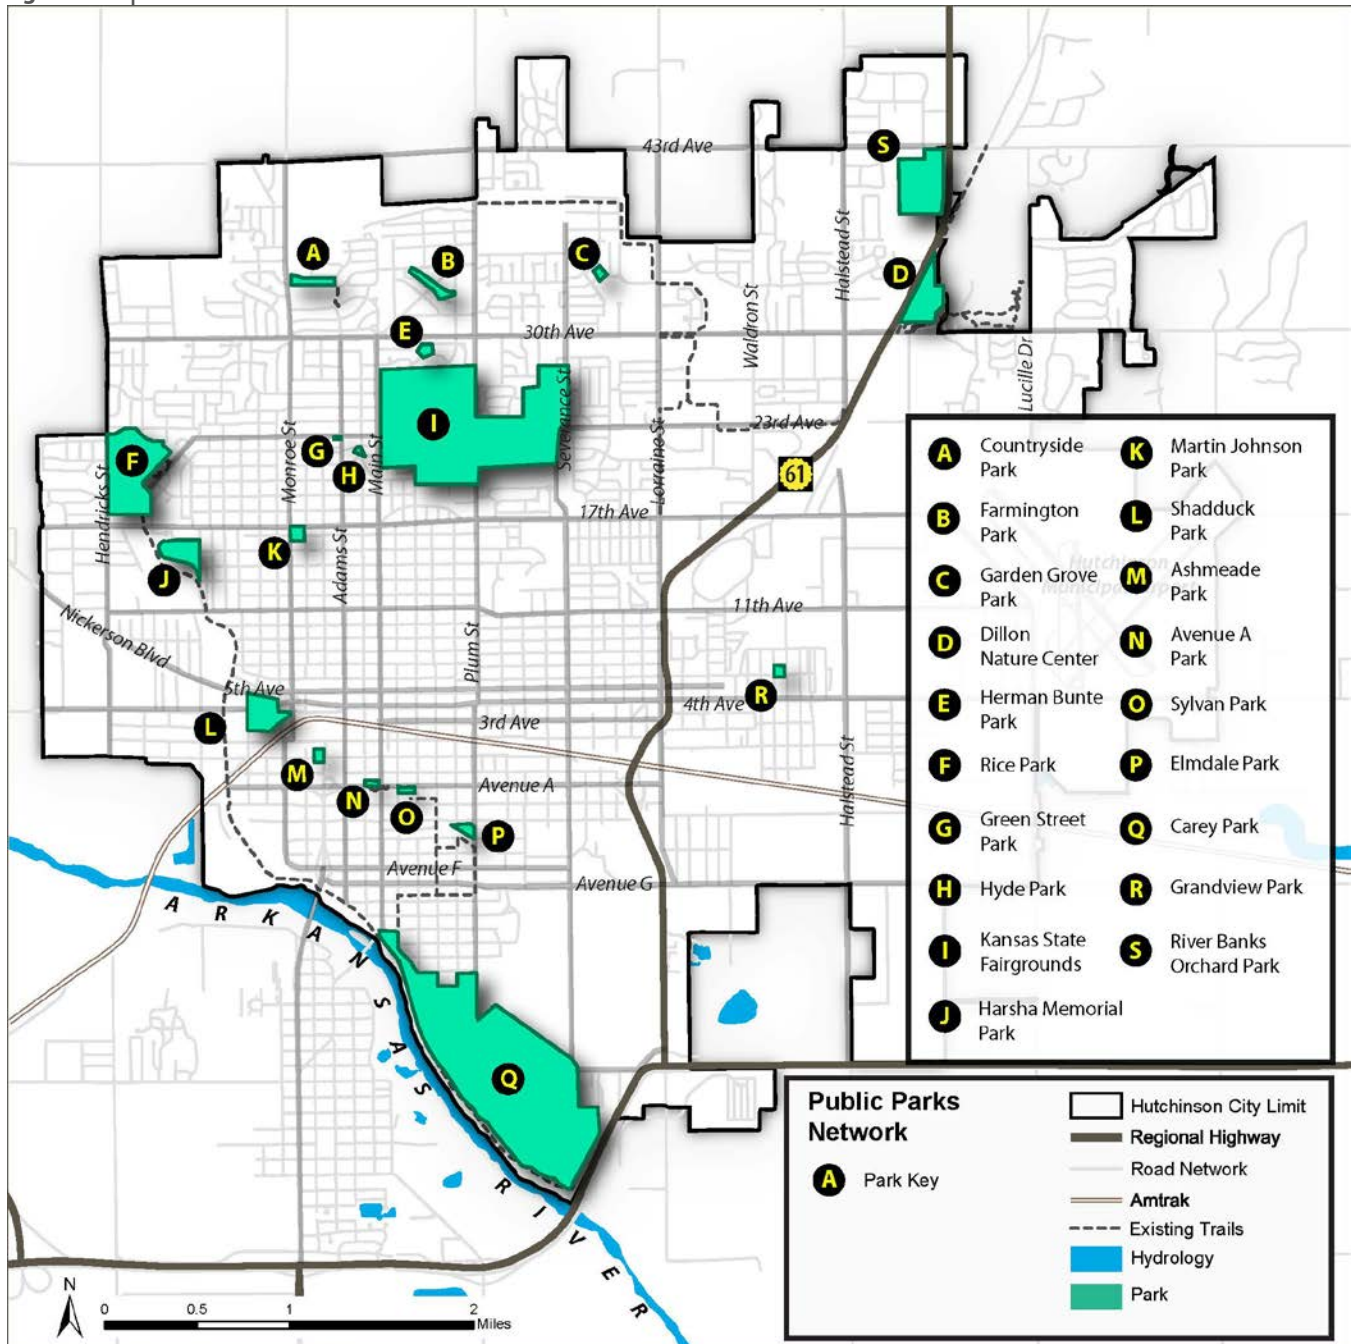 43rd Ave
S
A
B
C
D
Halstead St
E
30th Ave
Waldron St
Lucille Dr
I
Severance St
23rd Ave
F
G
H
Monroe St
Main St
Lorraine St
61
Hendricks St
17th Ave
K
J
Adams St
11th Ave
Nickerson Blvd
Plum St
5th Ave
R
4th Ave
L
3rd Ave
M
N
O
Avenue A
P
Halstead St
Avenue F
Avenue G
ARKANSAS RIVER
Q
Hutchinson
Municipal Airport
A Countryside
Park
B Farmington
Park
C Garden Grove
Park
D Dillon
Nature Center
E Herman Bunte
Park
F Rice Park
G Green Street
Park
H Hyde Park
I Kansas State
Fairgrounds
J Harsha Memorial
Park
K Martin Johnson
Park
L Shadduck
Park
M Ashmeade
Park
N Avenue A
Park
O Sylvan Park
P Elmdale Park
Q Carey Park
R Grandview Park
S River Banks
Orchard Park
Public Parks
Network
A Park Key
Hutchinson City Limit
Regional Highway
Road Network
Amtrak
Existing Trails
Hydrology
Park
N
0 0.5 1 2
Miles